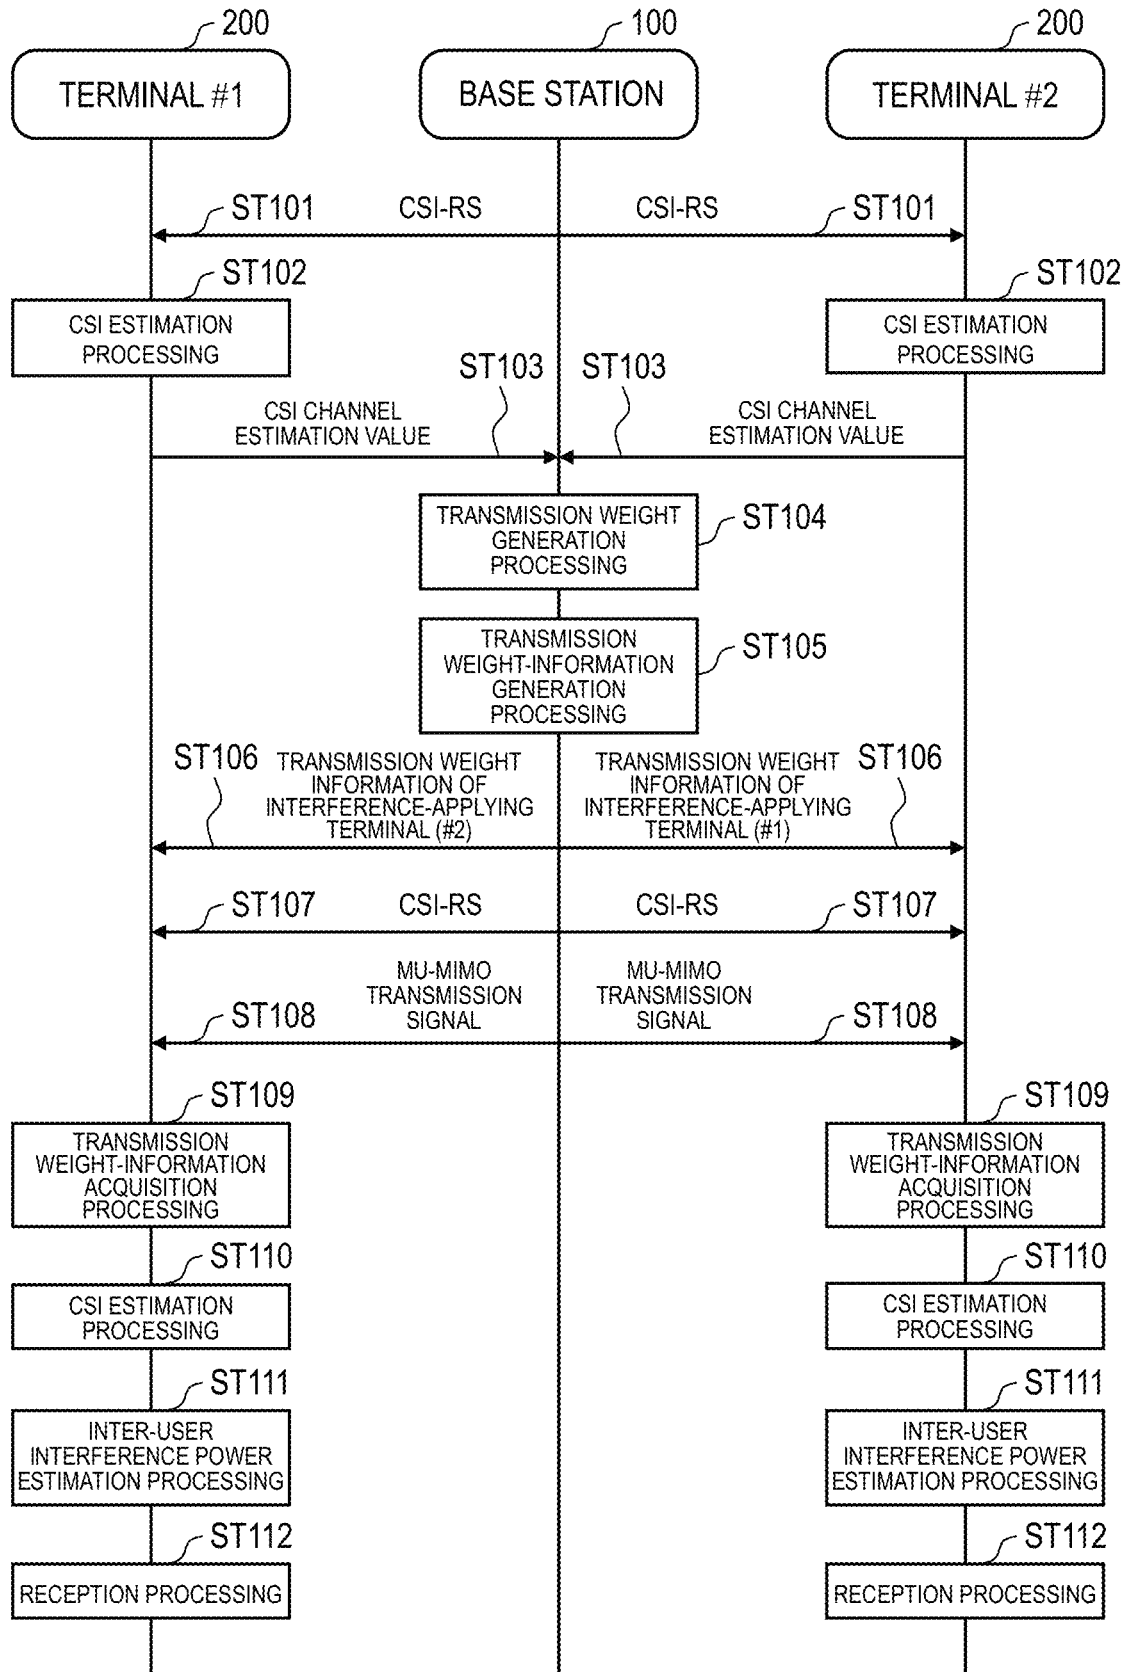 200
100
200
TERMINAL #1
BASE STATION
TERMINAL #2
ST101
CSI-RS
CSI-RS
ST101
ST102
ST102
CSI ESTIMATION
PROCESSING
CSI ESTIMATION
PROCESSING
ST103
ST103
CSI CHANNEL
ESTIMATION VALUE
CSI CHANNEL
ESTIMATION VALUE
TRANSMISSION WEIGHT
GENERATION
PROCESSING
ST104
TRANSMISSION
WEIGHT-INFORMATION
GENERATION
PROCESSING
ST105
ST106
TRANSMISSION WEIGHT
INFORMATION OF
INTERFERENCE-APPLYING
TERMINAL (#2)
TRANSMISSION WEIGHT
INFORMATION OF
INTERFERENCE-APPLYING
TERMINAL (#1)
ST106
ST107
CSI-RS
CSI-RS
ST107
MU-MIMO
TRANSMISSION
SIGNAL
MU-MIMO
TRANSMISSION
SIGNAL
ST108
ST108
ST109
ST109
TRANSMISSION
WEIGHT-INFORMATION
ACQUISITION
PROCESSING
TRANSMISSION
WEIGHT-INFORMATION
ACQUISITION
PROCESSING
ST110
ST110
CSI ESTIMATION
PROCESSING
CSI ESTIMATION
PROCESSING
ST111
ST111
INTER-USER
INTERFERENCE POWER
ESTIMATION PROCESSING
INTER-USER
INTERFERENCE POWER
ESTIMATION PROCESSING
ST112
ST112
RECEPTION PROCESSING
RECEPTION PROCESSING